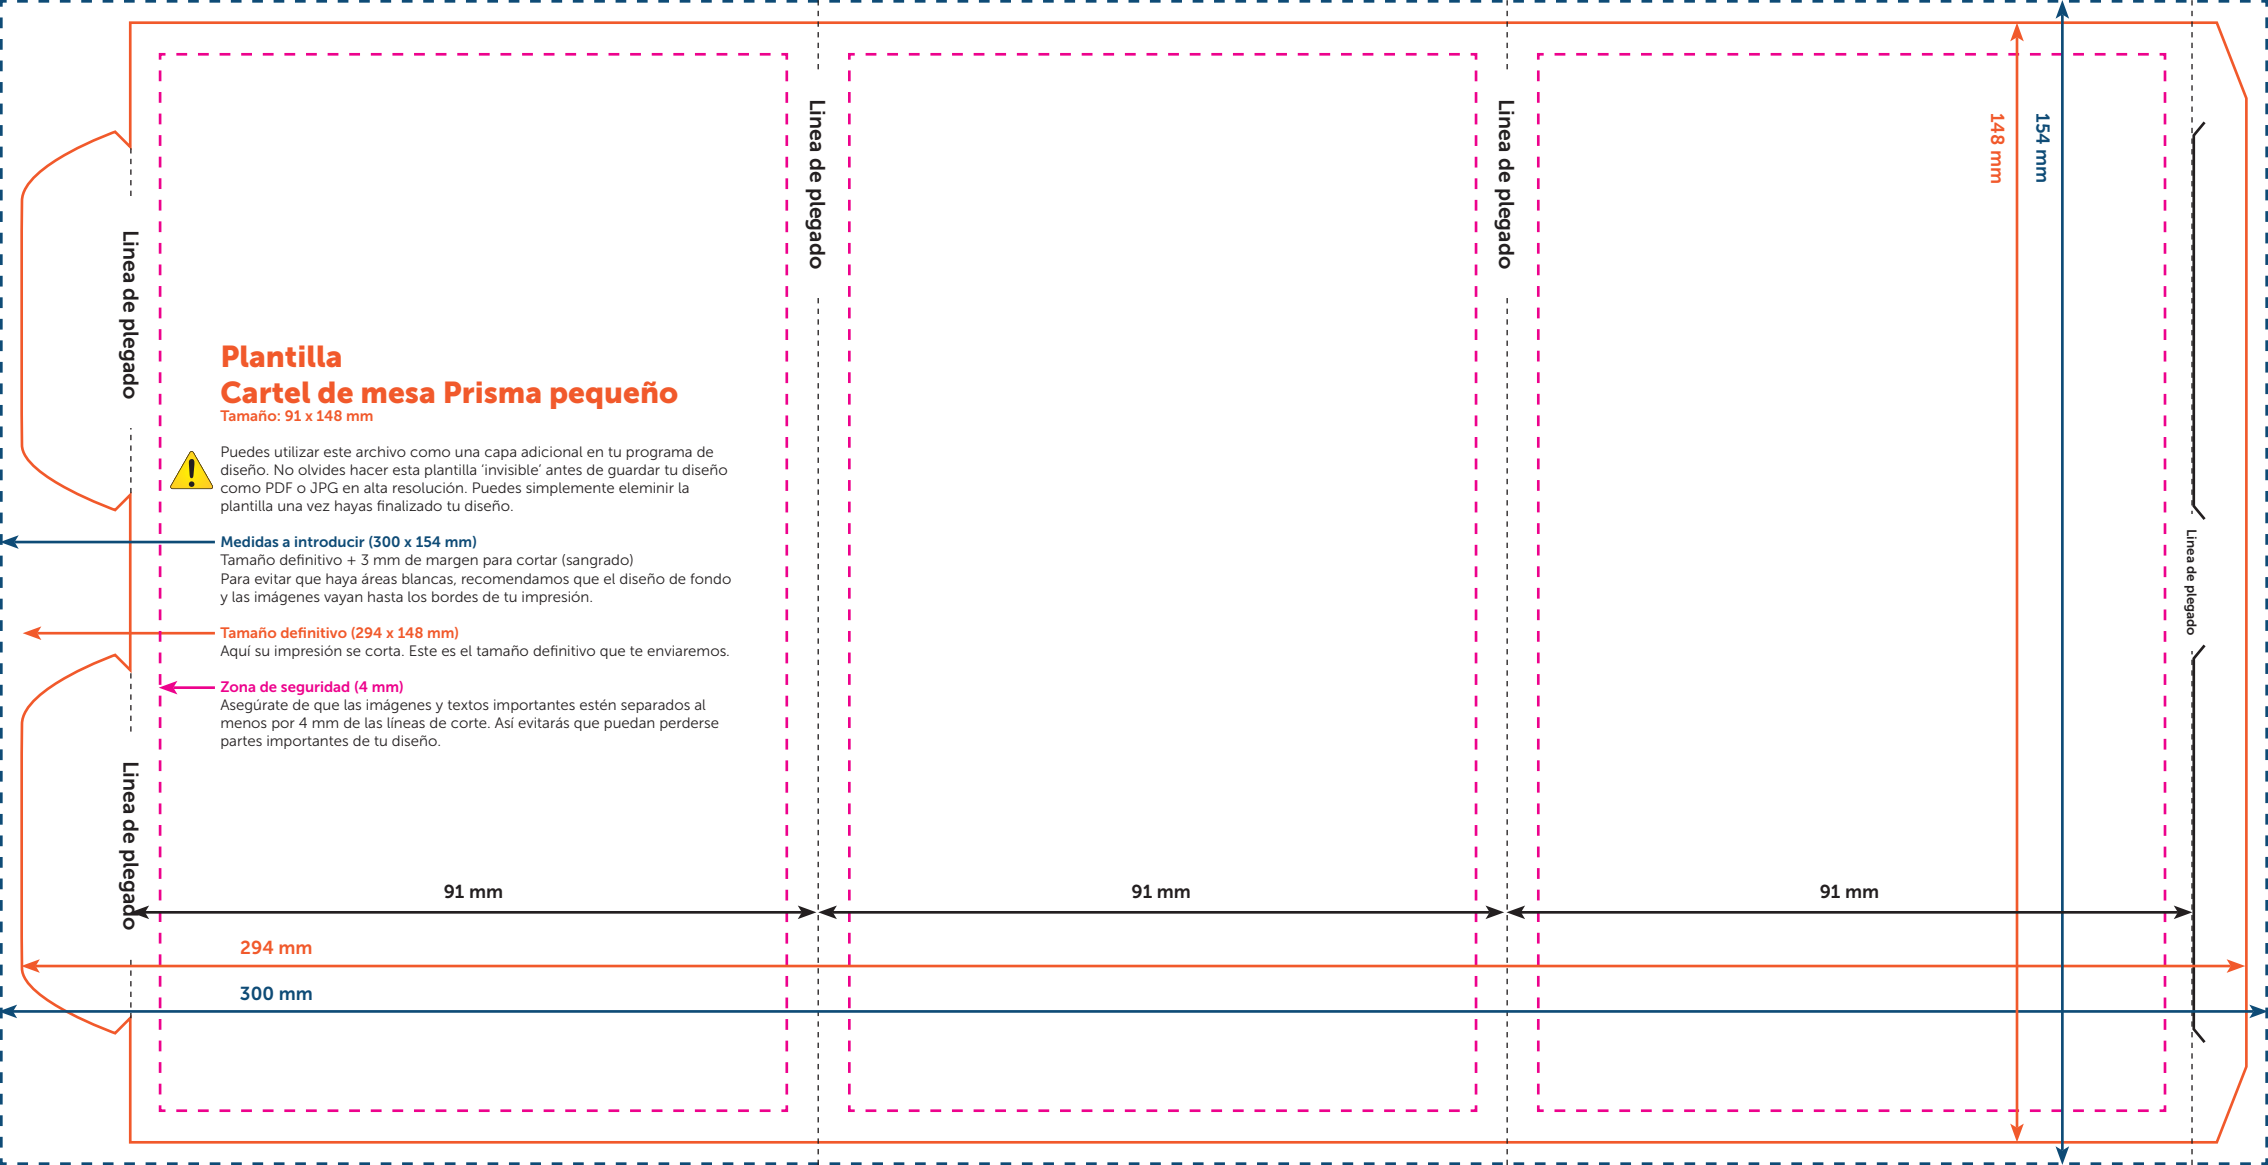 Plantilla
Cartel de mesa Prisma pequeño
Tamaño: 91 x 148 mm
Puedes utilizar este archivo como una capa adicional en tu programa de
diseño. No olvides hacer esta plantilla ‘invisible’ antes de guardar tu diseño
como PDF o JPG en alta resolución. Puedes simplemente eleminir la
plantilla una vez hayas finalizado tu diseño.
Medidas a introducir (300 x 154 mm)
Tamaño definitivo + 3 mm de margen para cortar (sangrado)
Para evitar que haya áreas blancas, recomendamos que el diseño de fondo
y las imágenes vayan hasta los bordes de tu impresión.
Tamaño definitivo (294 x 148 mm)
Aquí su impresión se corta. Este es el tamaño definitivo que te enviaremos.
Zona de seguridad (4 mm)
Asegúrate de que las imágenes y textos importantes estén separados al
menos por 4 mm de las líneas de corte. Así evitarás que puedan perderse
partes importantes de tu diseño.
Linea de plegado
Linea de plegado
Linea de plegado
Linea de plegado
Linea de plegado
148 mm
154 mm
91 mm
91 mm
91 mm
294 mm
300 mm